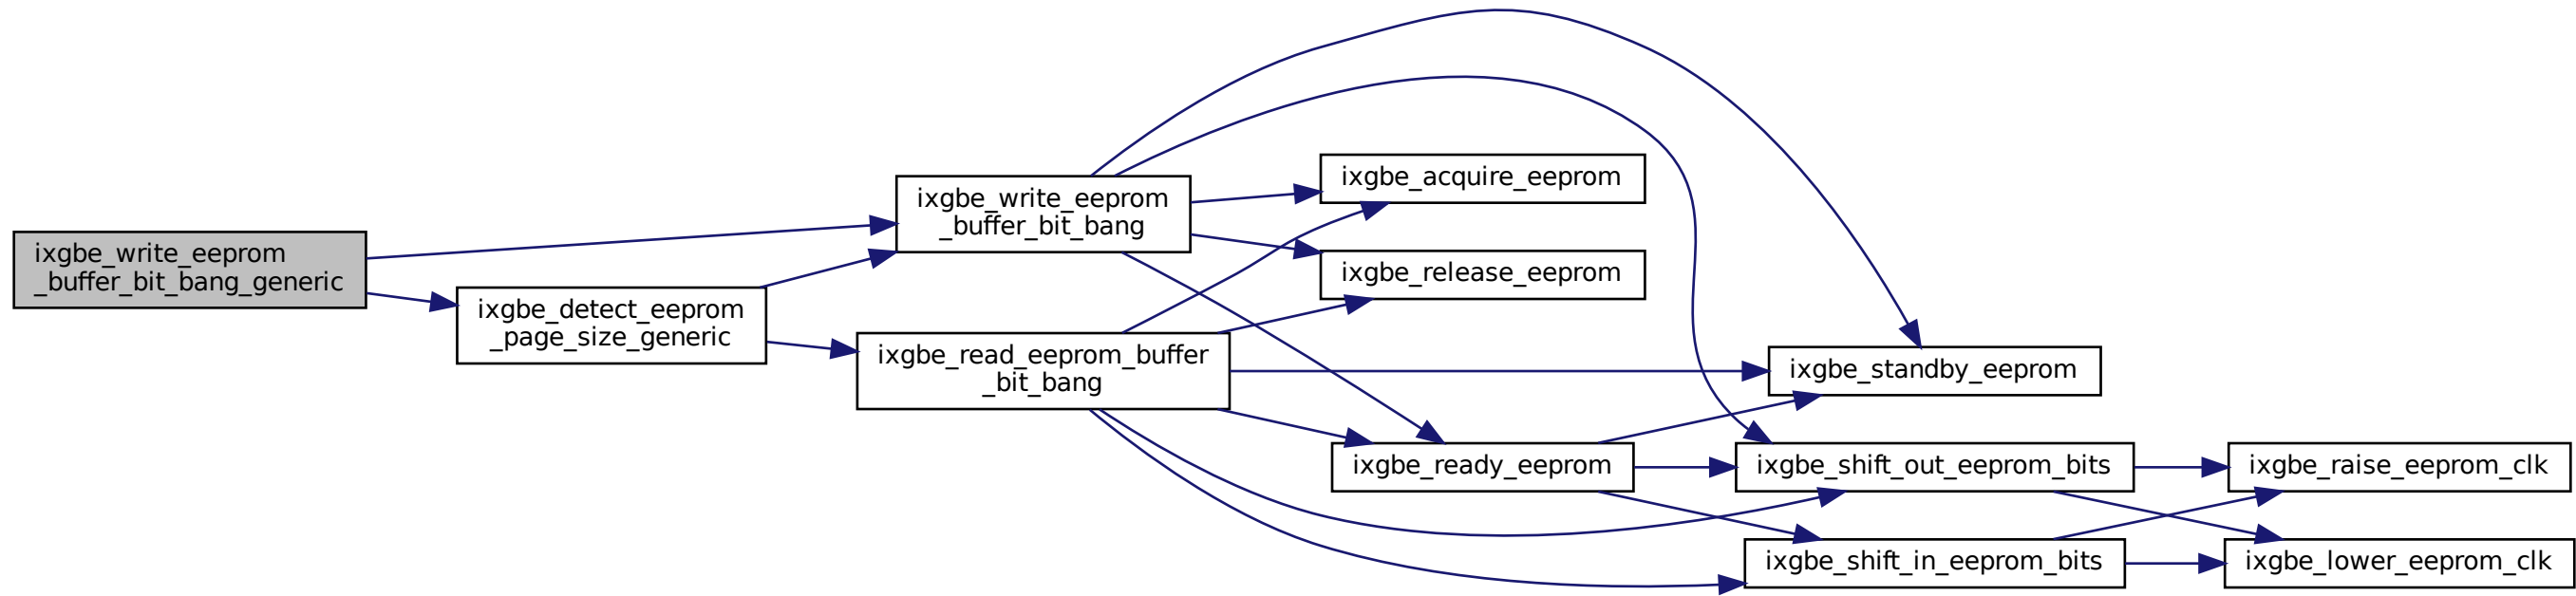 ixgbe_write_eeprom
_buffer_bit_bang_generic
ixgbe_detect_eeprom
_page_size_generic
ixgbe_write_eeprom
_buffer_bit_bang
ixgbe_read_eeprom_buffer
_bit_bang
ixgbe_acquire_eeprom
ixgbe_release_eeprom
ixgbe_ready_eeprom
ixgbe_standby_eeprom
ixgbe_shift_out_eeprom_bits
ixgbe_shift_in_eeprom_bits
ixgbe_raise_eeprom_clk
ixgbe_lower_eeprom_clk